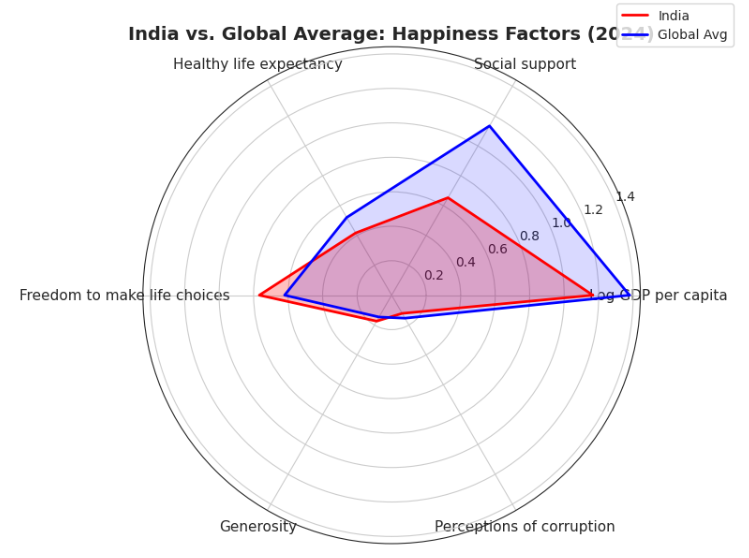 India vs. Global Average: Happiness Factors (2024)
India
Global Avg
Healthy life expectancy
Social support
1.4
1.2
1.0
0.8
0.6
0.4
0.2
Freedom to make life choices
Log GDP per capita
Generosity
Perceptions of corruption